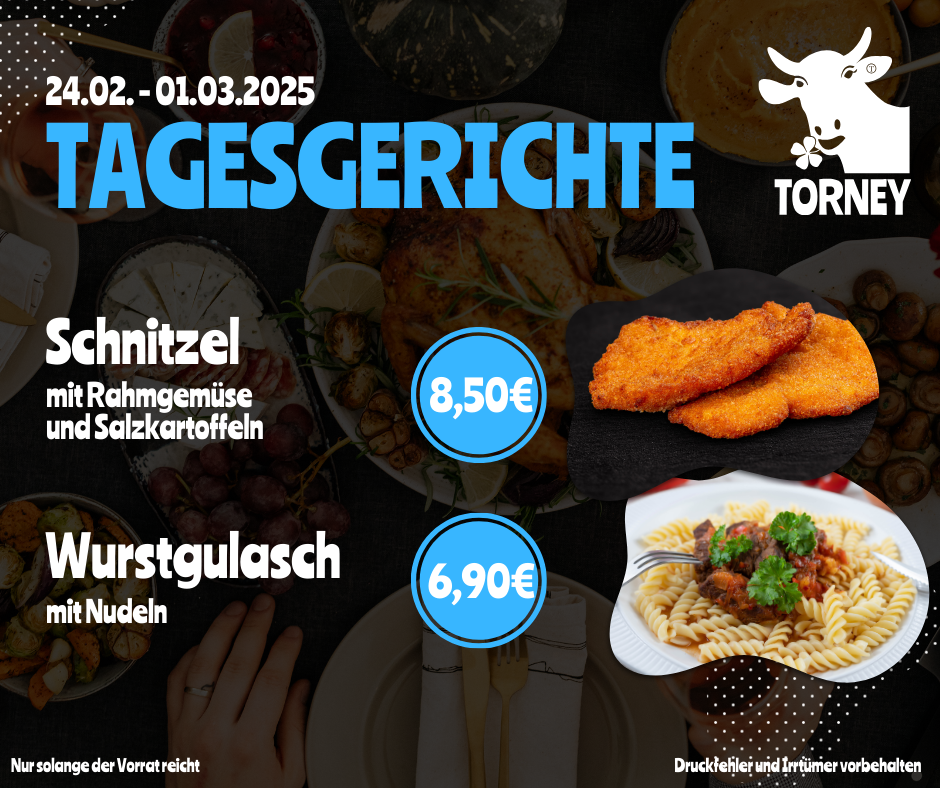 24.02. - 01.03.2025
TAGESGERICHTE
T
TORNEY
Schnitzel
mit Rahmgemüse
und Salzkartoffeln
8,50€
Wurstgulasch
mit Nudeln
6,90€
Nur solange der Vorrat reicht
Druckfehler und Irrtümer vorbehalten